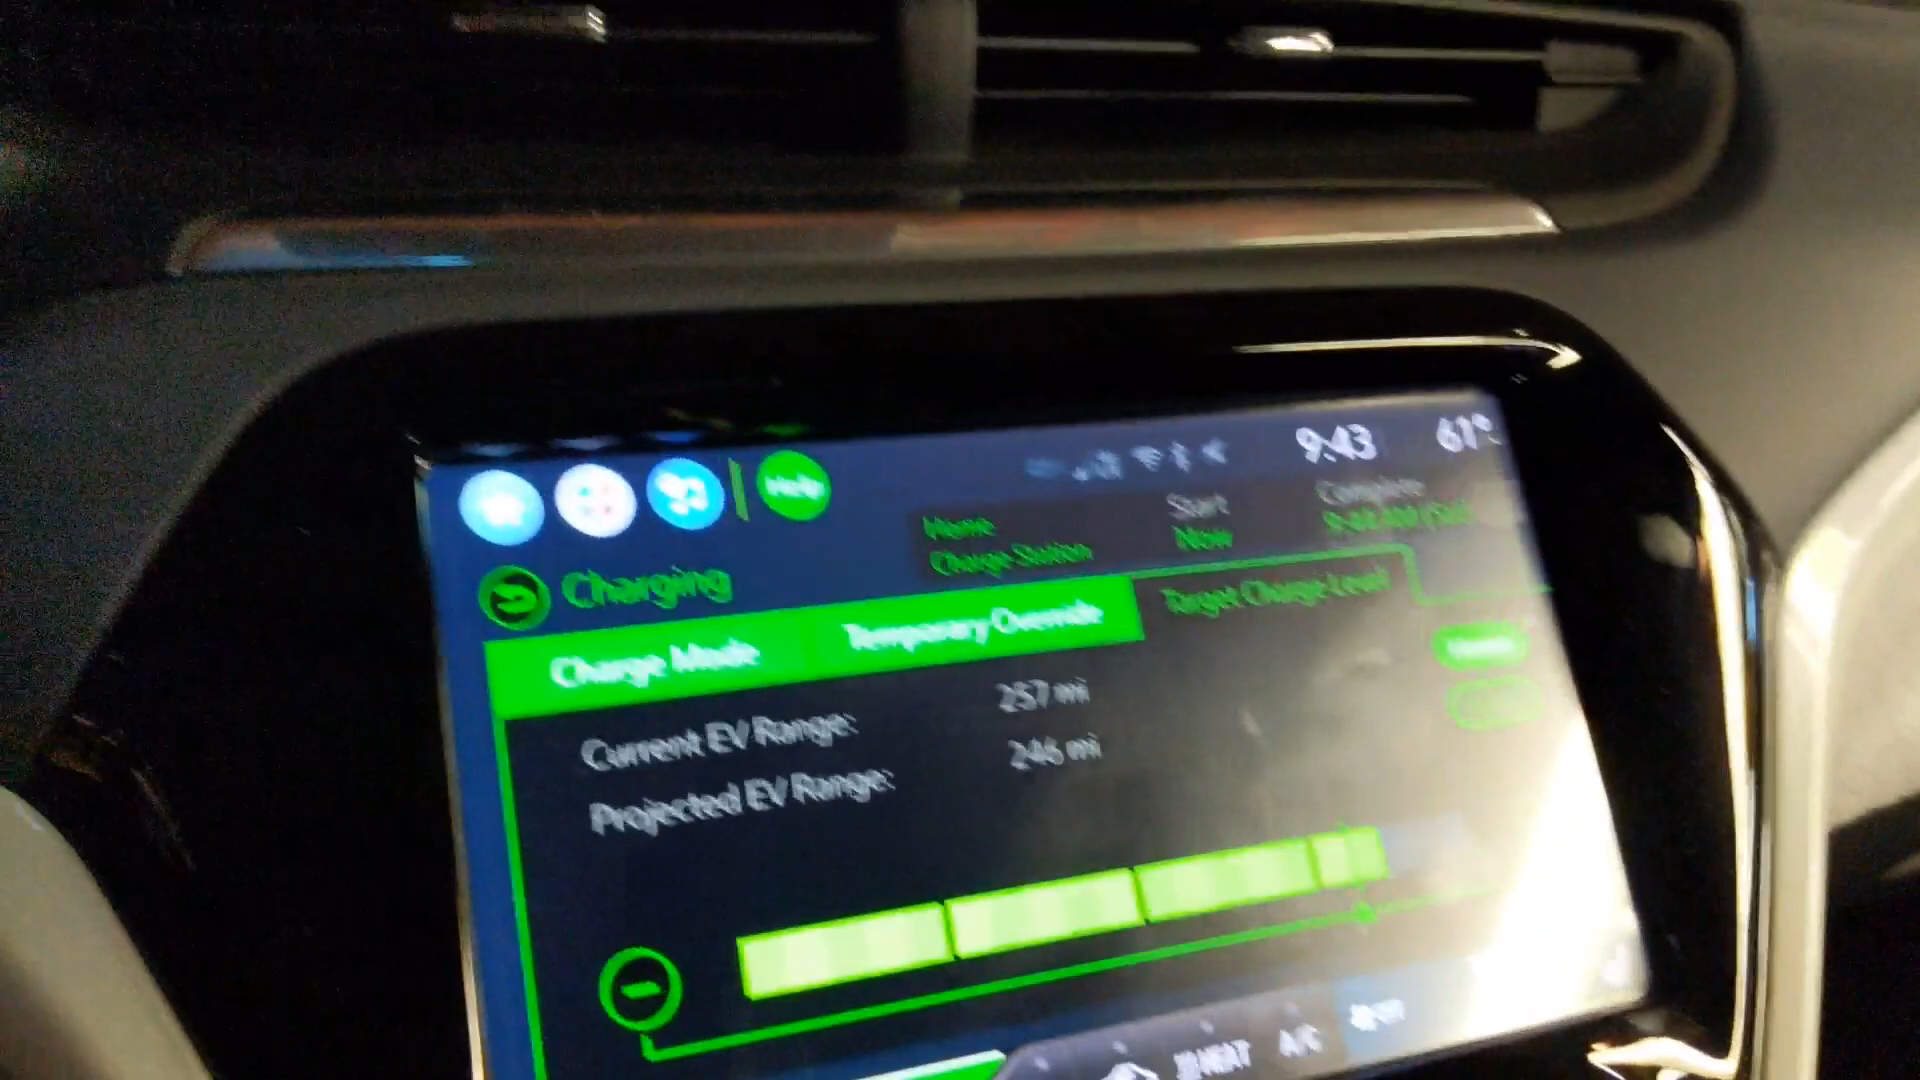 9:43 61°
Help
Home Start Complete
Charge Station Now
Charging
Charge Mode Temporary Override Target Charge Level
Current EV Range: 257 mi
Projected EV Range: 246 mi
HEAT A/C